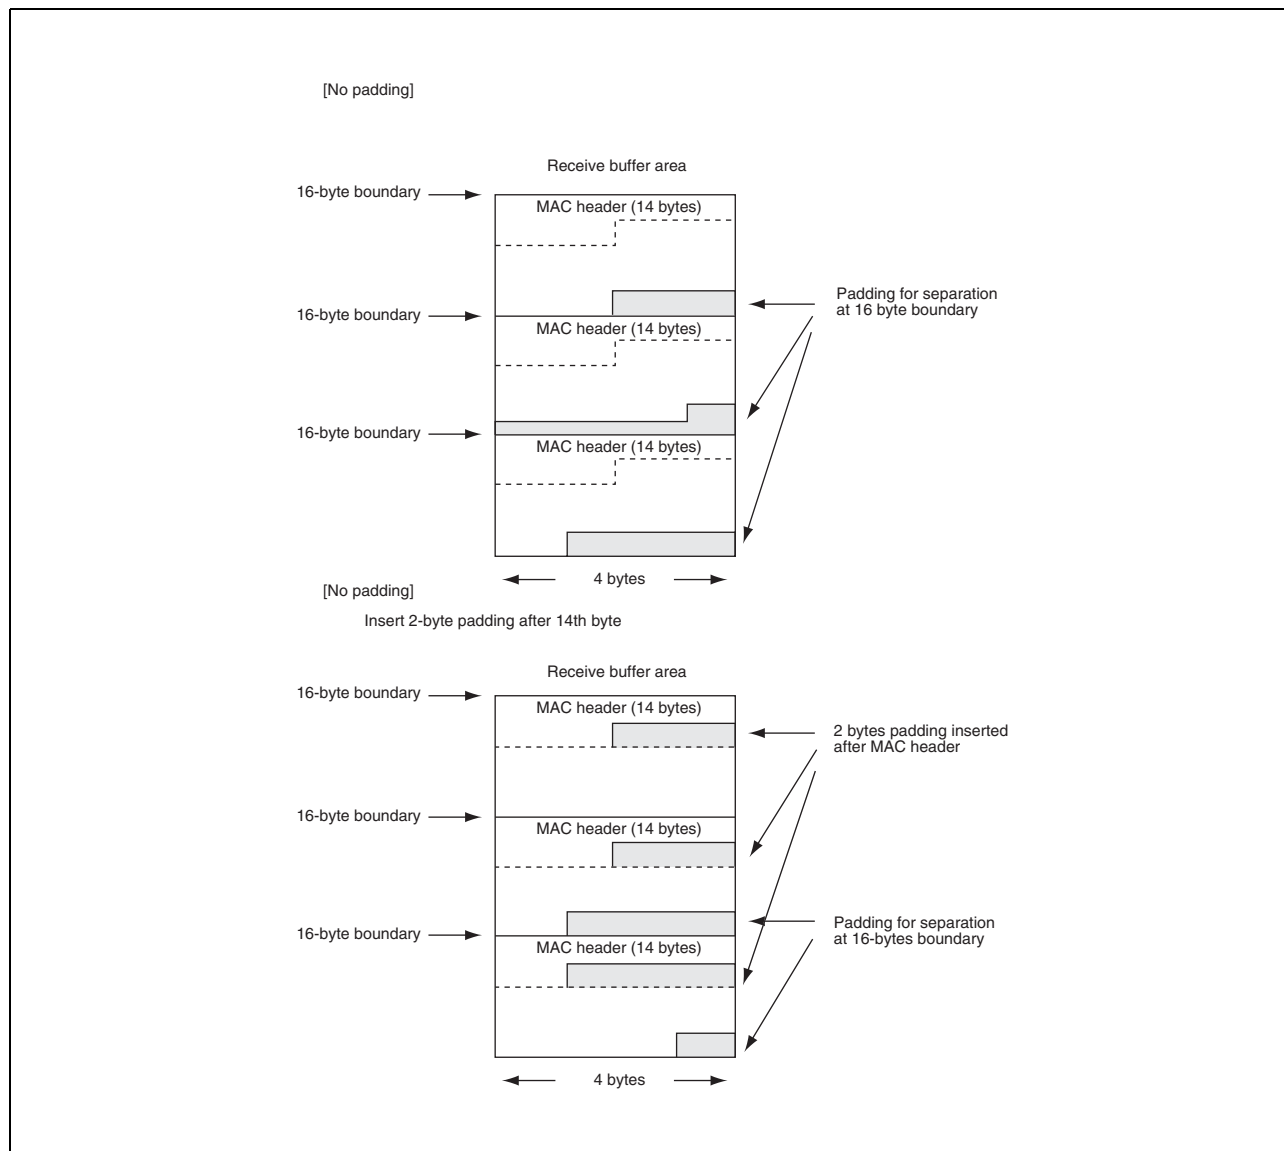 [No padding]
Receive buffer area
16-byte boundary
MAC header (14 bytes)
Padding for separation
at 16 byte boundary
16-byte boundary
MAC header (14 bytes)
16-byte boundary
MAC header (14 bytes)
4 bytes
[No padding]
Insert 2-byte padding after 14th byte
Receive buffer area
16-byte boundary
MAC header (14 bytes)
2 bytes padding inserted
after MAC header
16-byte boundary
MAC header (14 bytes)
Padding for separation
at 16-bytes boundary
16-byte boundary
MAC header (14 bytes)
4 bytes